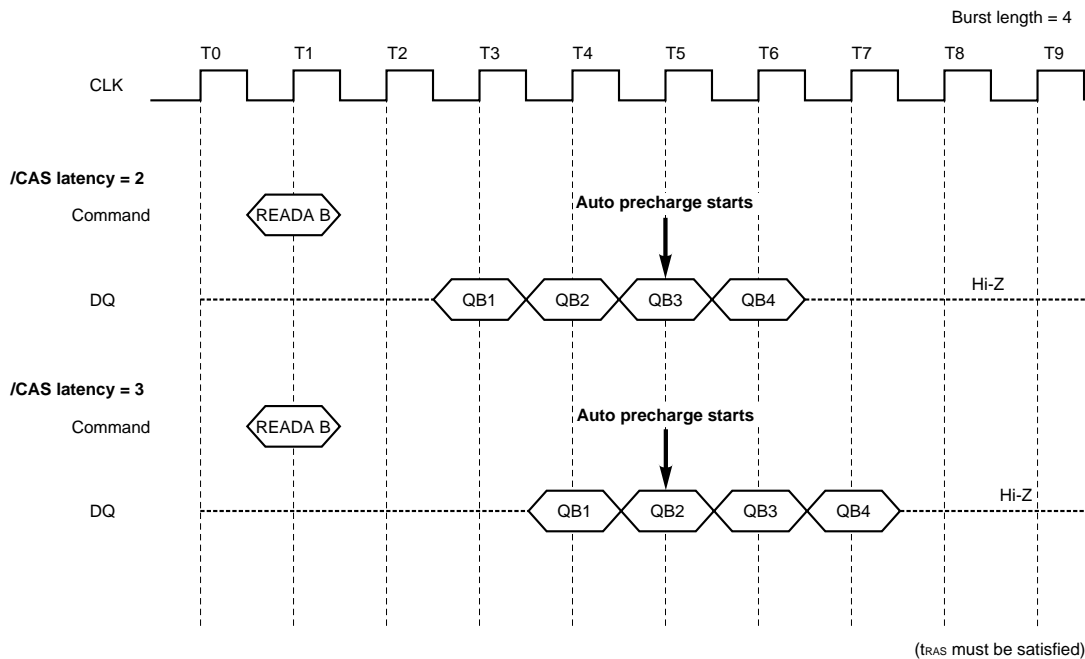 Burst length = 4
T0 T1 T2 T3 T4 T5 T6 T7 T8 T9
CLK
/CAS latency = 2
Command READA B
Auto precharge starts
DQ QB1 QB2 QB3 QB4 Hi-Z
/CAS latency = 3
Command READA B
Auto precharge starts
DQ QB1 QB2 QB3 QB4 Hi-Z
(tRAS must be satisfied)